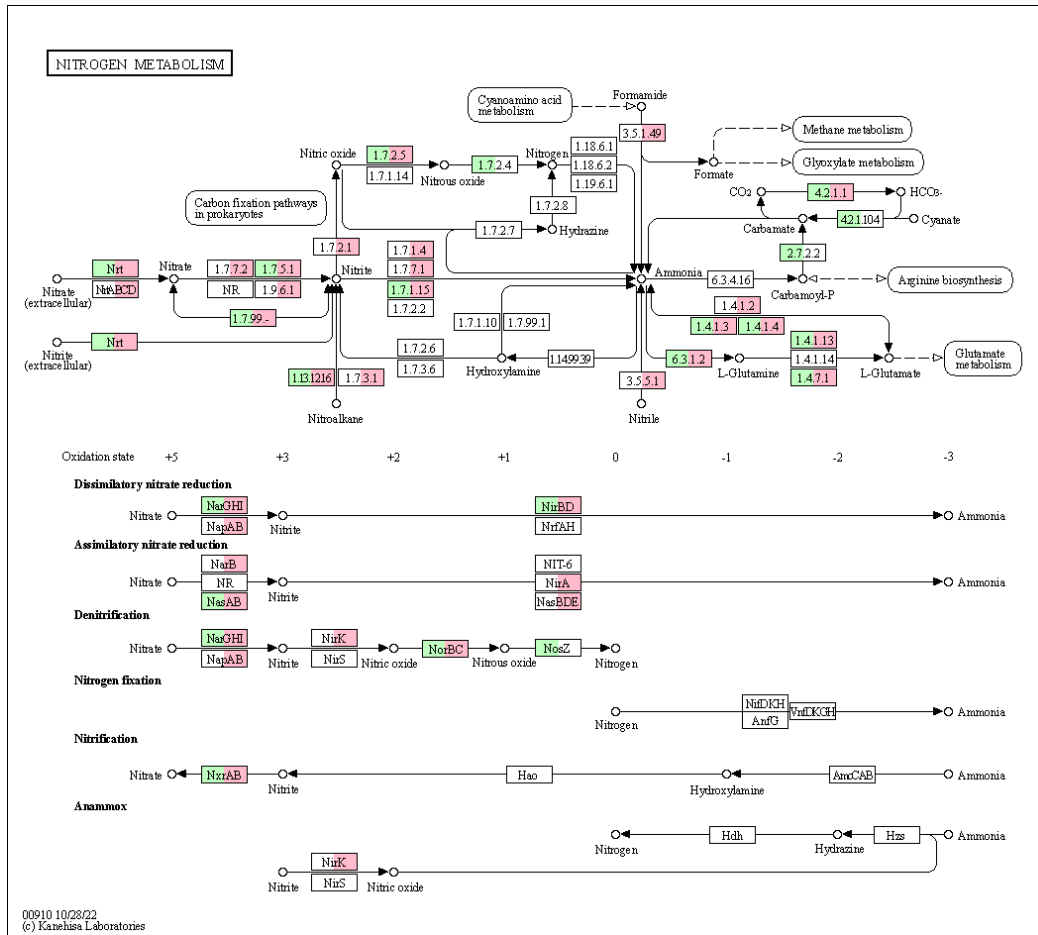 NITROGEN METABOLISM
Cyanoamino acid
metabolism
Formamide
3.5.1.49
Methane metabolism
Glyoxylate metabolism
Formate
Nitric oxide
1.7.2.5
1.7.1.14
Nitrous oxide
1.7.2.4
Nitrogen
1.18.6.1
1.18.6.2
1.19.6.1
CO2
4.2.1.1
HCO3-
Carbon fixation pathways
in prokaryotes
1.7.2.8
1.7.2.7
Hydrazine
Carbamate
4.2.1.104
Cyanate
1.7.2.1
1.7.1.4
1.7.7.1
1.7.1.15
1.7.2.2
2.7.2.2
Nrt
NrtABCD
Nitrate
(extracellular)
Nitrate
1.7.7.2
1.7.5.1
NR
1.9.6.1
Nitrite
Ammonia
6.3.4.16
Carbamoyl-P
Arginine biosynthesis
1.7.99.-
1.4.1.2
1.4.1.3
1.4.1.4
1.7.1.10
1.7.99.1
Nrt
Nitrite
(extracellular)
1.7.2.6
1.7.3.6
Hydroxylamine
1.14.99.39
6.3.1.2
L-Glutamine
1.4.1.13
1.4.1.14
1.4.7.1
L-Glutamate
Glutamate
metabolism
1.13.12.16
1.7.3.1
3.5.5.1
Nitroalkane
Nitrile
Oxidation state +5 +3 +2 +1 0 -1 -2 -3
Dissimilatory nitrate reduction
Nitrate NarGHI NapAB Nitrite NirBD NrfAH Ammonia
Assimilatory nitrate reduction
Nitrate NarB NR NasAB Nitrite NIT-6 NirA NasBDE Ammonia
Denitrification
Nitrate NarGHI NapAB Nitrite NirK NirS Nitric oxide NorBC Nitrous oxide NosZ Nitrogen
Nitrogen fixation
Nitrogen NifDKH AnfG VnfDKGH Ammonia
Nitrification
Nitrate NxrAB Nitrite Hao Hydroxylamine AmoCAB Ammonia
Anammox
Nitrogen Hdh Hydrazine Hzs Ammonia
Nitrite NirK NirS Nitric oxide
00910 10/28/22
(c) Kanehisa Laboratories